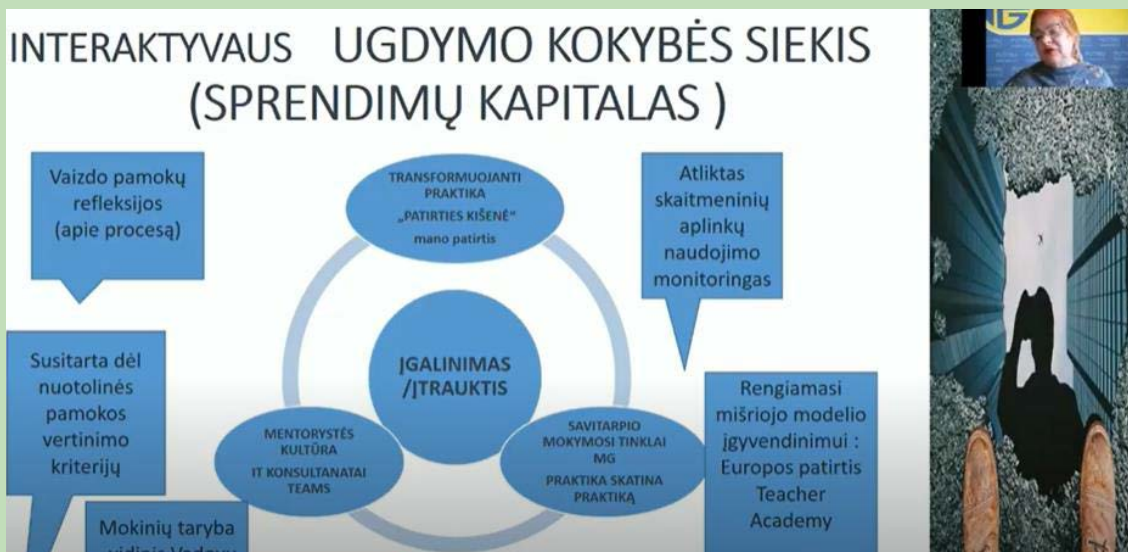 INTERAKTYVAUS UGDYMO KOKYBĖS SIEKIS
(SPRENDIMŲ KAPITALAS )
Vaizdo pamokų
refleksijos
(apie procesą)
TRANSFORMUOJANTI
PRAKTIKA
„PATIRTIES KIŠENĖ“
mano patirtis
Atliktas
skaitmeninių
aplinkų
naudojimo
monitoringas
ĮGALINIMAS
/ĮTRAUKTIS
Susitarta dėl
nuotolinės
pamokos
vertinimo
kriterijų
MENTORYSTĖS
KULTŪRA
IT KONSULTANATAI
TEAMS
SAVITARPIO
MOKYMOSI TINKLAI
MG
PRAKTIKA SKATINA
PRAKTIKĄ
Rengiamasi
mišriojo modelio
įgyvendinimui :
Europos patirtis
Teacher
Academy
Mokinių taryba